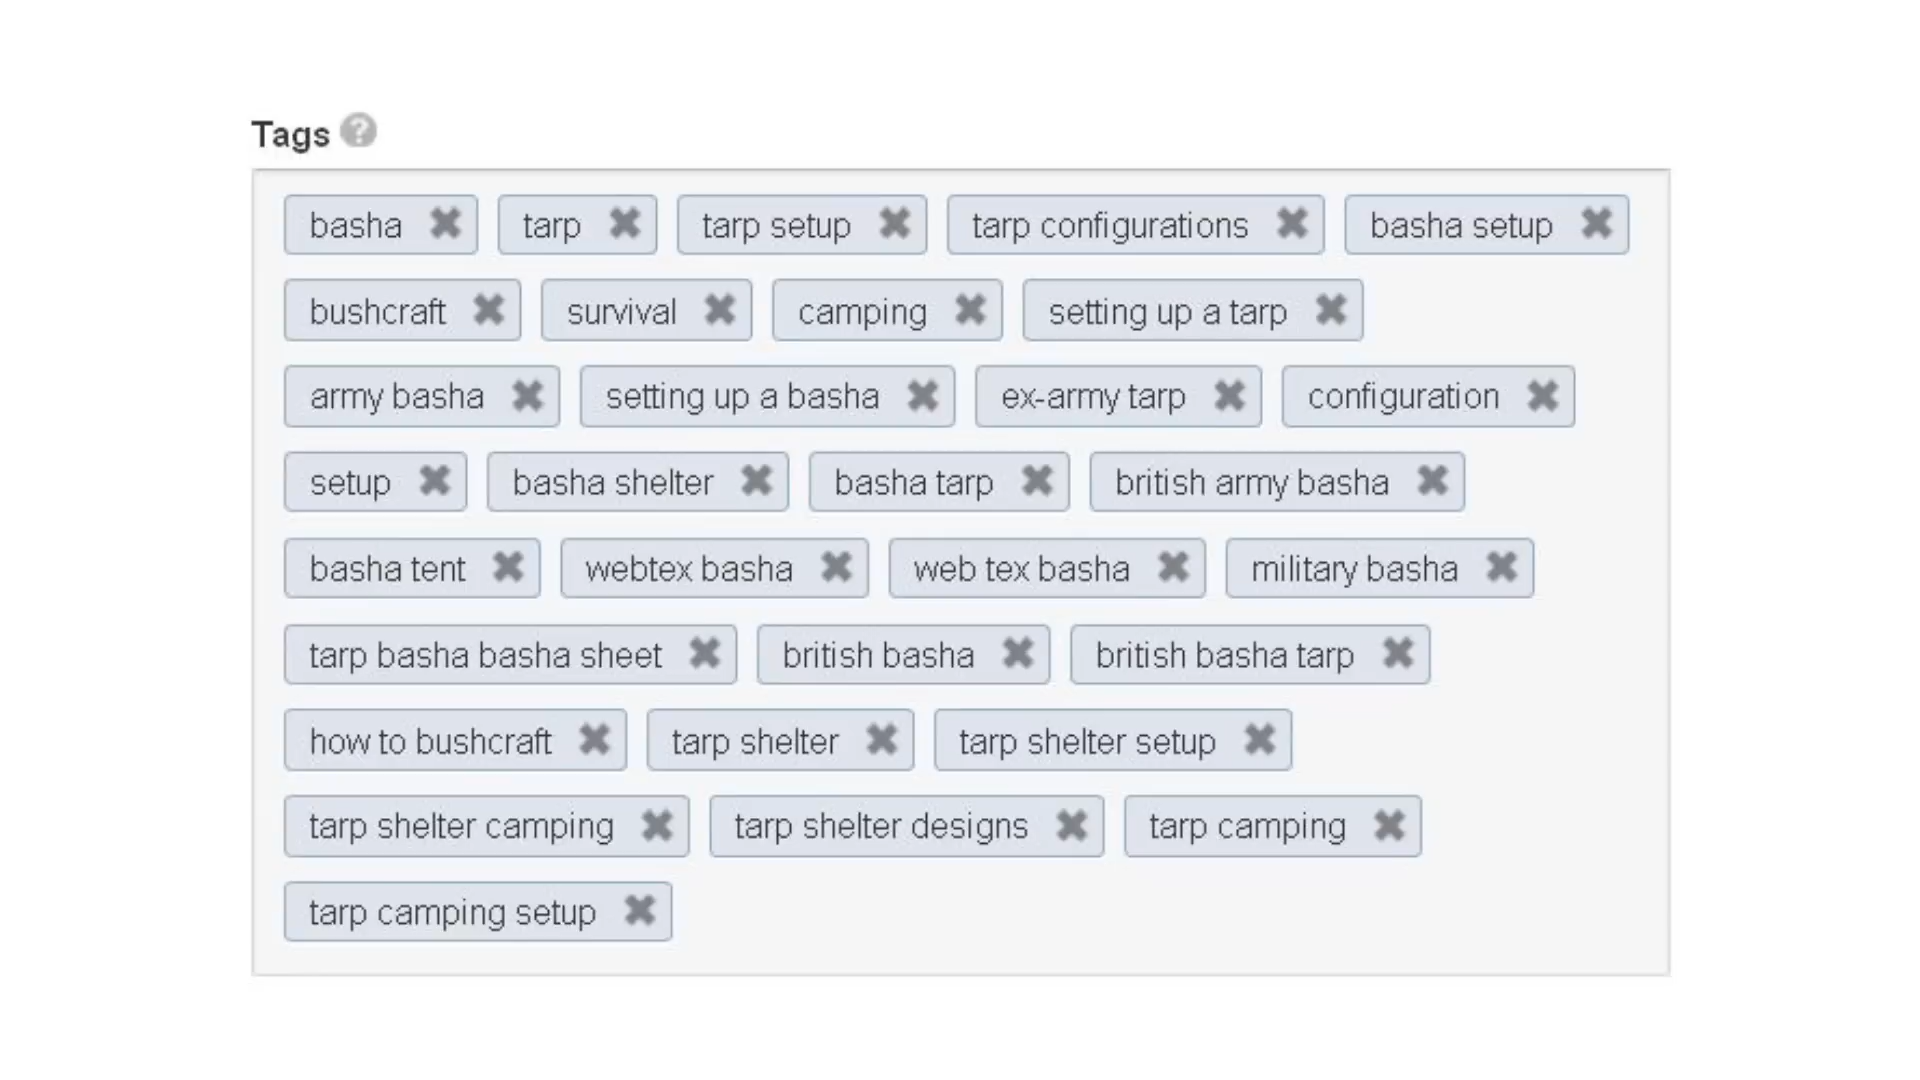 Tags ?
basha tarp tarp setup tarp configurations basha setup
bushcraft survival camping setting up a tarp
army basha setting up a basha ex-army tarp configuration
setup basha shelter basha tarp british army basha
basha tent webtex basha web tex basha military basha
tarp basha basha sheet british basha british basha tarp
how to bushcraft tarp shelter tarp shelter setup
tarp shelter camping tarp shelter designs tarp camping
tarp camping setup